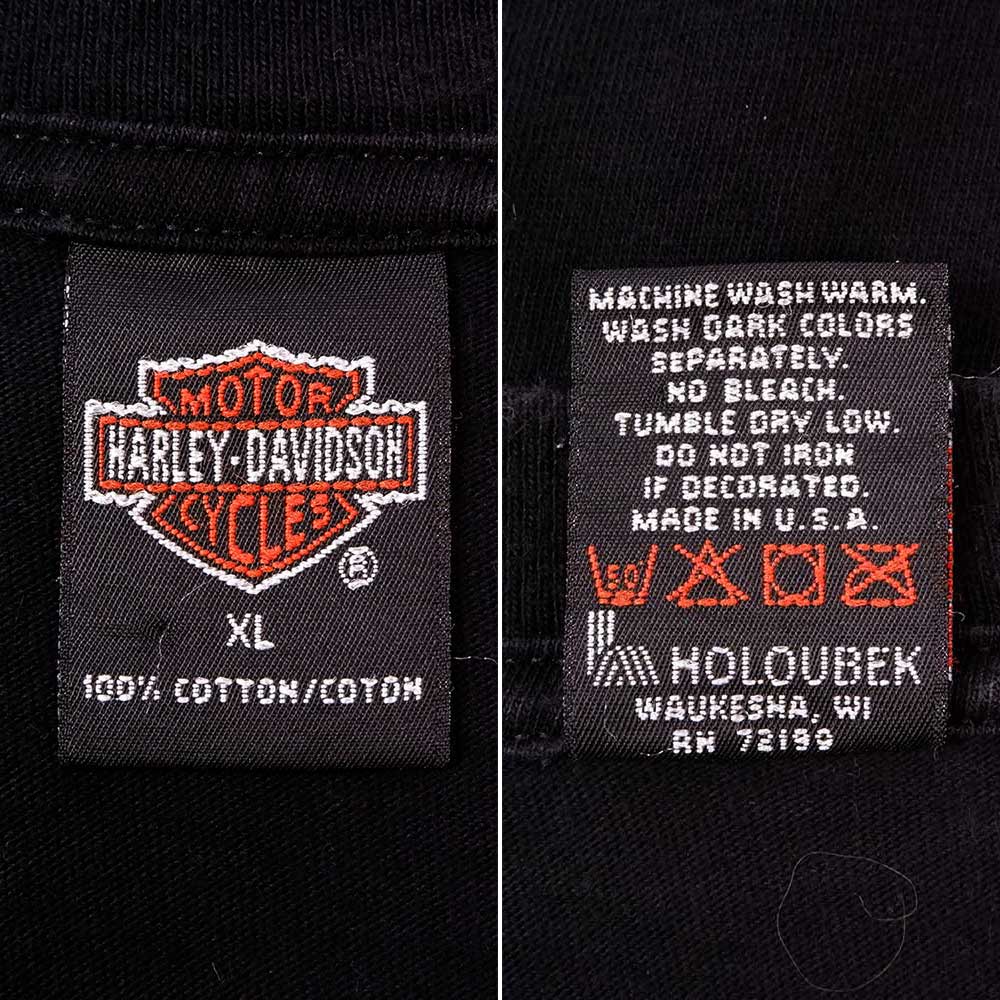 MOTOR
HARLEY-DAVIDSON
CYCLES
®
XL
100% COTTON/COTON
MACHINE WASH WARM.
WASH DARK COLORS
SEPARATELY.
NO BLEACH.
TUMBLE DRY LOW.
DO NOT IRON
IF DECORATED.
MADE IN U.S.A.
50
HOLOUBEK
WAUKESHA, WI
RN 73199